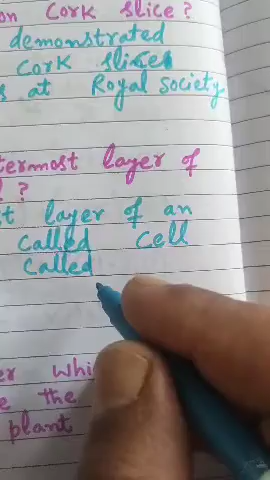 on Cork slice?
demonstrated
Cork slices
at Royal Society
termost layer of
?
layer of an
called Cell
called
whi
the
plant